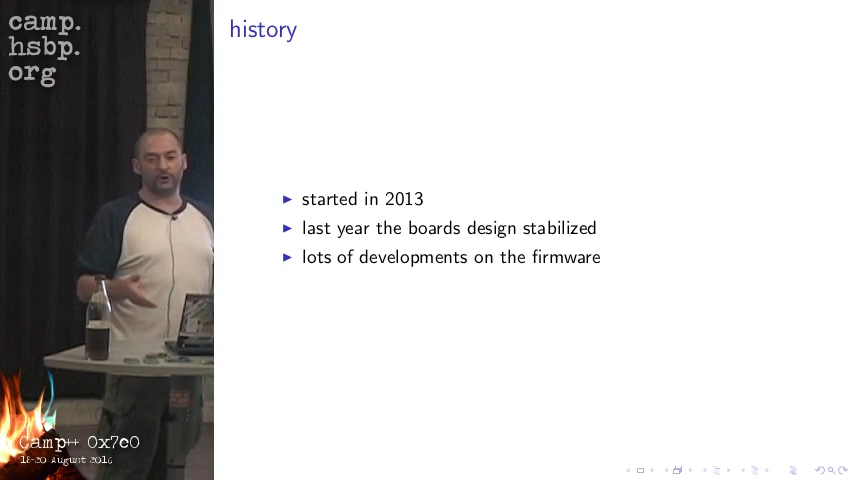 camp.
hsbp.
org
history
started in 2013
last year the boards design stabilized
lots of developments on the firmware
Camp++ 0x7e0
18-20 August 2016